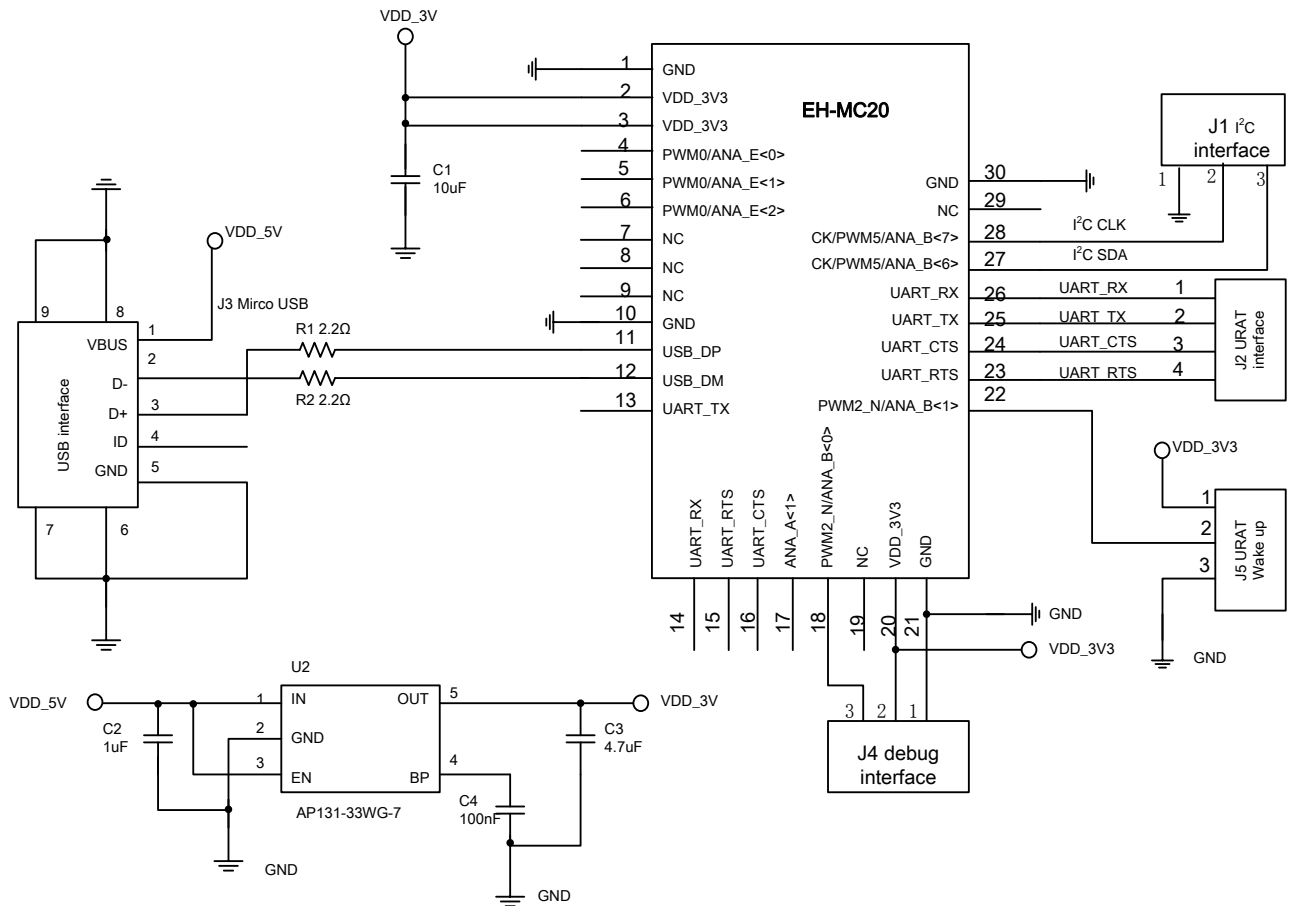 VDD_3V
EH-MC20
1
GND
2
VDD_3V3
3
VDD_3V3
4
PWM0/ANA_E<0>
5
PWM0/ANA_E<1>
6
PWM0/ANA_E<2>
7
NC
8
NC
9
NC
10
GND
11
USB_DP
12
USB_DM
13
UART_TX
C1
10uF
VDD_5V
J3 Mirco USB
9
8
VBUS
1
2
D-
D+
3
ID
4
GND
5
7
6
USB interface
R1 2.2Ω
R2 2.2Ω
GND
30
NC
29
CK/PWM5/ANA_B<7>
28
I²C CLK
CK/PWM5/ANA_B<6>
27
I²C SDA
UART_RX
26
UART_RX
1
UART_TX
25
UART_TX
2
UART_CTS
24
UART_CTS
3
UART_RTS
23
UART_RTS
4
PWM2_N/ANA_B<1>
22
J1 I²C
interface
1
2
3
J2 URAT
interface
VDD_3V3
1
2
3
J5 URAT
Wake up
GND
UART_RX
UART_RTS
UART_CTS
ANA_A<1>
PWM2_N/ANA_B<0>
NC
VDD_3V3
GND
14
15
16
17
18
19
20
21
GND
VDD_3V3
3
2
1
J4 debug
interface
U2
VDD_5V
C2
1uF
1
IN
2
GND
3
EN
OUT
5
BP
4
AP131-33WG-7
VDD_3V
C3
4.7uF
C4
100nF
GND
GND